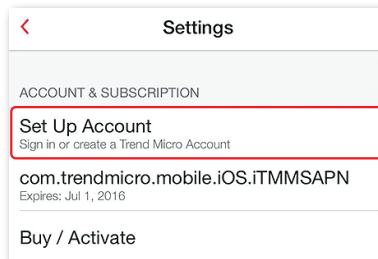 Settings
ACCOUNT & SUBSCRIPTION
Set Up Account
Sign in or create a Trend Micro Account
com.trendmicro.mobile.iOS.iTMMSAPN
Expires: Jul 1, 2016
Buy / Activate